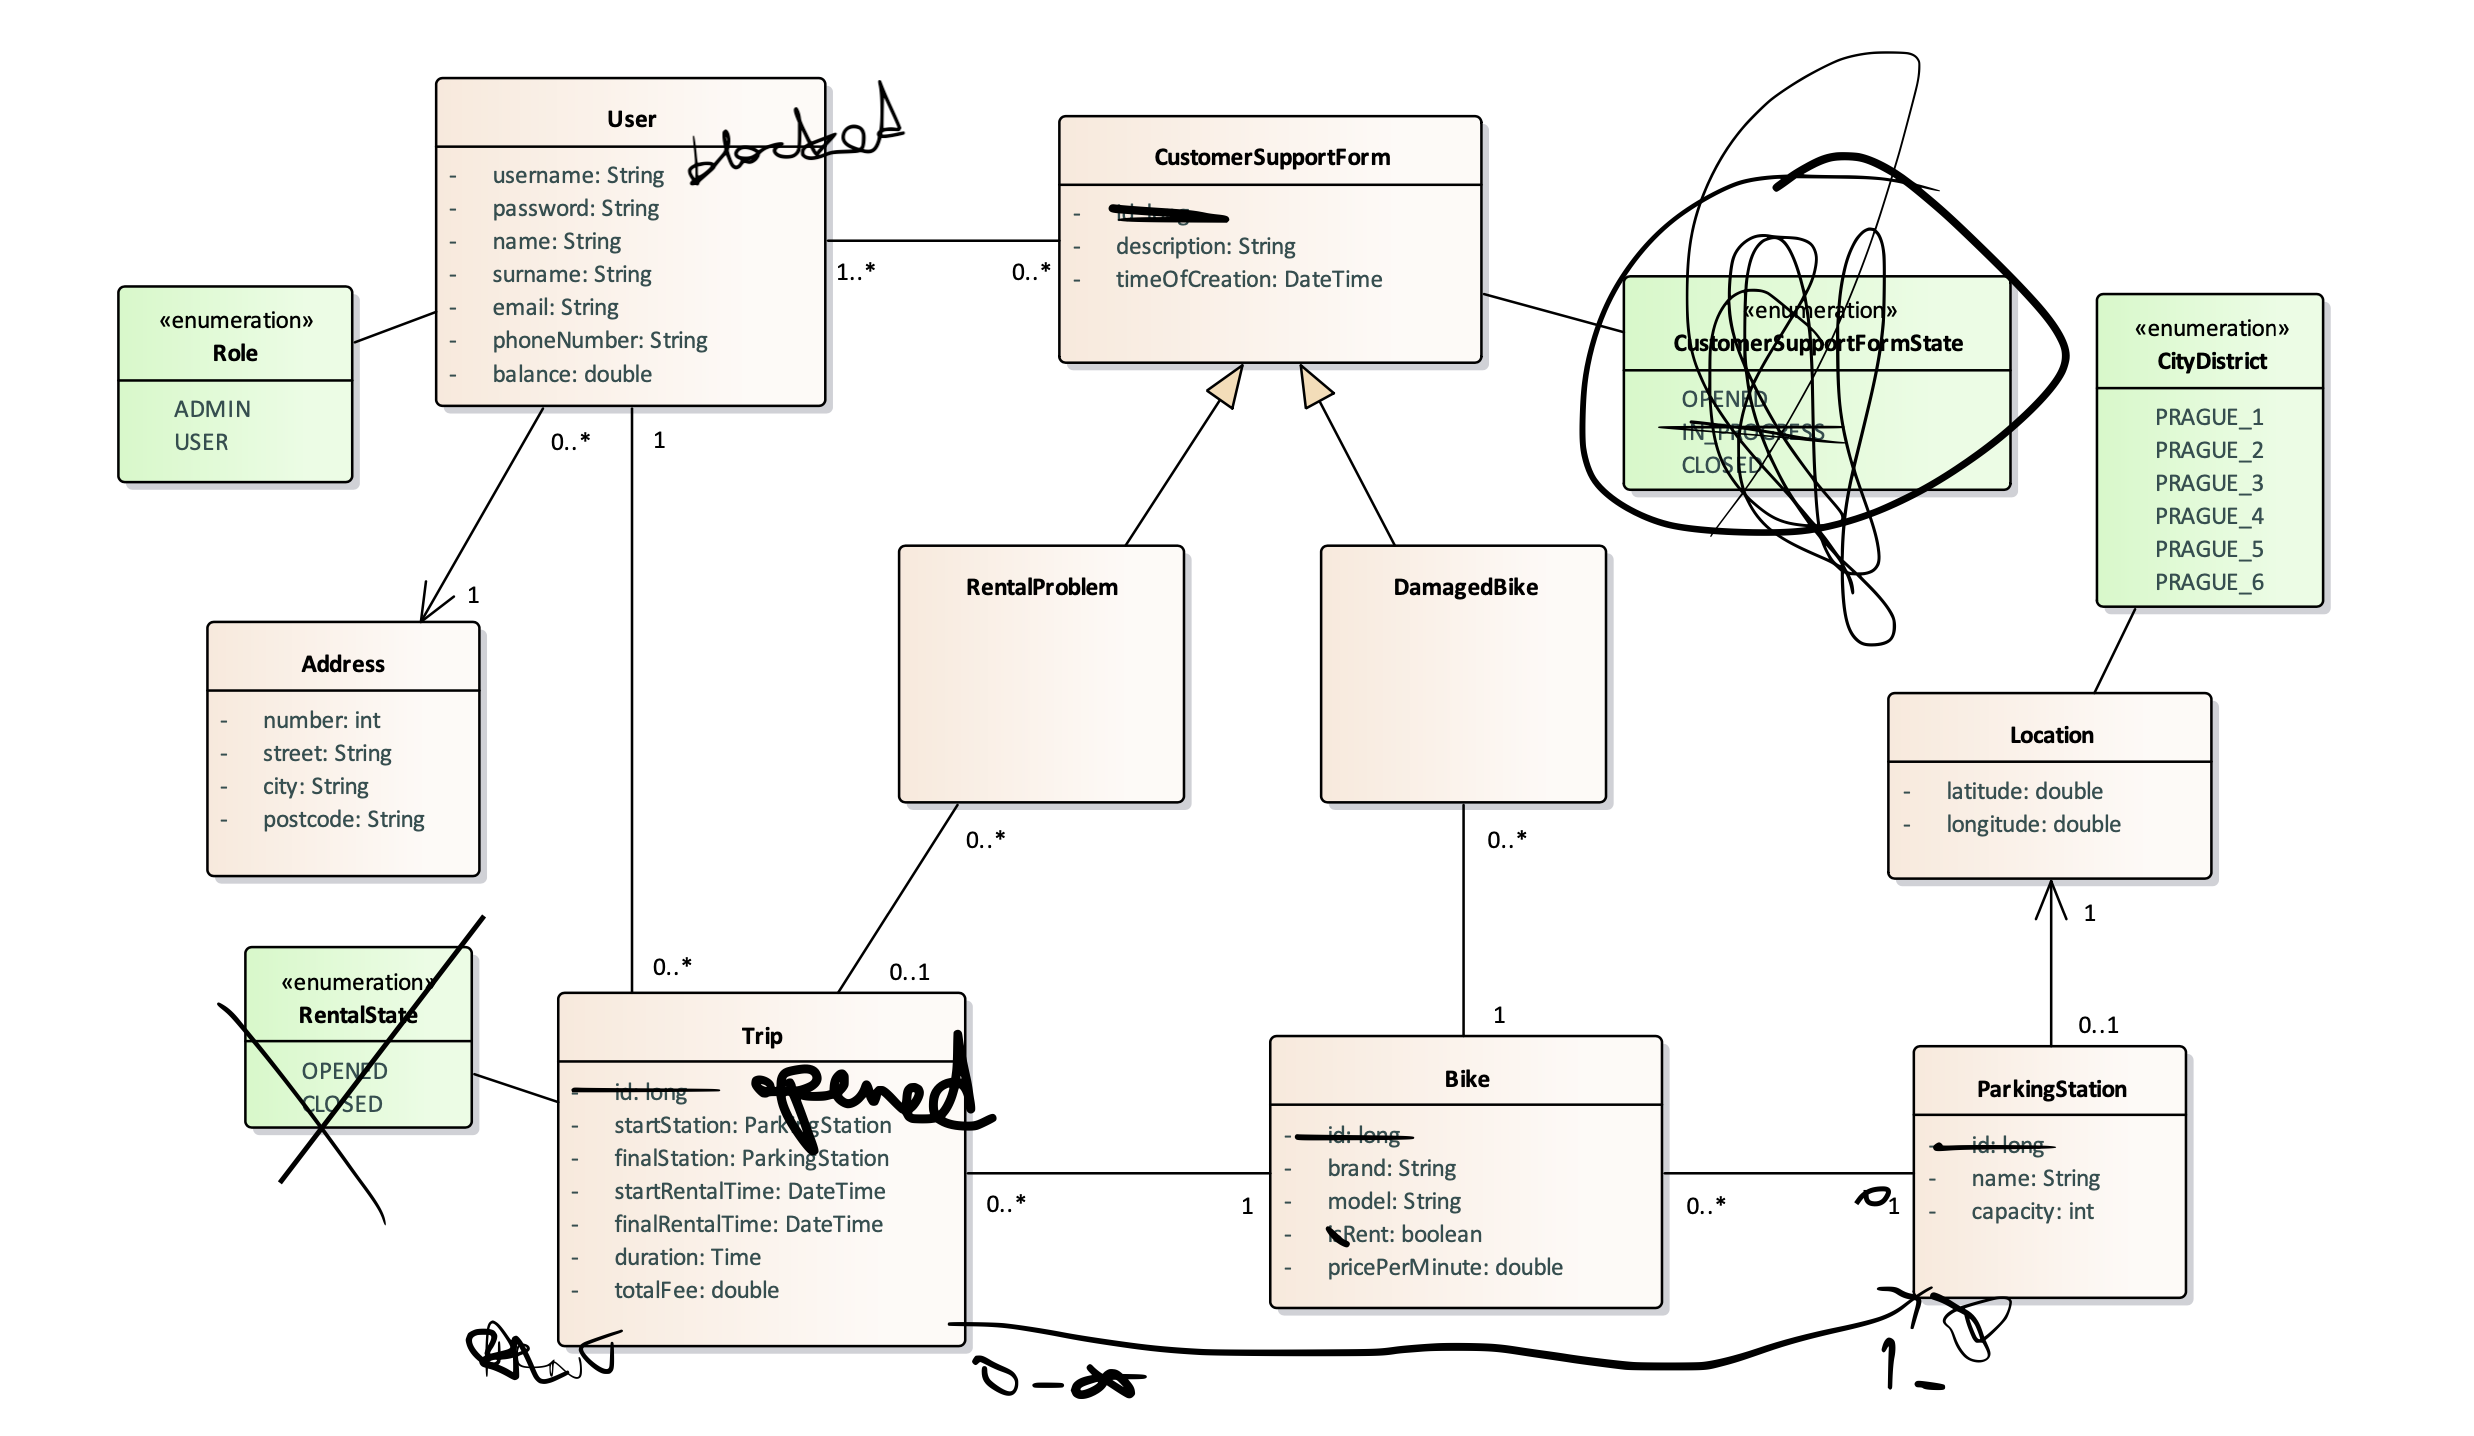 User
blocked
- username: String
- password: String
- name: String
- surname: String
- email: String
- phoneNumber: String
- balance: double
«enumeration»
Role
ADMIN
USER
CustomerSupportForm
- id: long
- description: String
- timeOfCreation: DateTime
1..*
0..*
«enumeration»
CustomerSupportFormState
OPENED
IN_PROGRESS
CLOSED
«enumeration»
CityDistrict
PRAGUE_1
PRAGUE_2
PRAGUE_3
PRAGUE_4
PRAGUE_5
PRAGUE_6
0..*
1
1
Address
- number: int
- street: String
- city: String
- postcode: String
RentalProblem
DamagedBike
Location
- latitude: double
- longitude: double
0..*
0..*
1
0..*
0..1
1
0..1
«enumeration»
RentalState
OPENED
CLOSED
Trip
opened
- id: long
- startStation: ParkingStation
- finalStation: ParkingStation
- startRentalTime: DateTime
- finalRentalTime: DateTime
- duration: Time
- totalFee: double
0..*
1
Bike
- id: long
- brand: String
- model: String
- isRent: boolean
- pricePerMinute: double
0..*
0
1
ParkingStation
- id: long
- name: String
- capacity: int
0 -
1 -